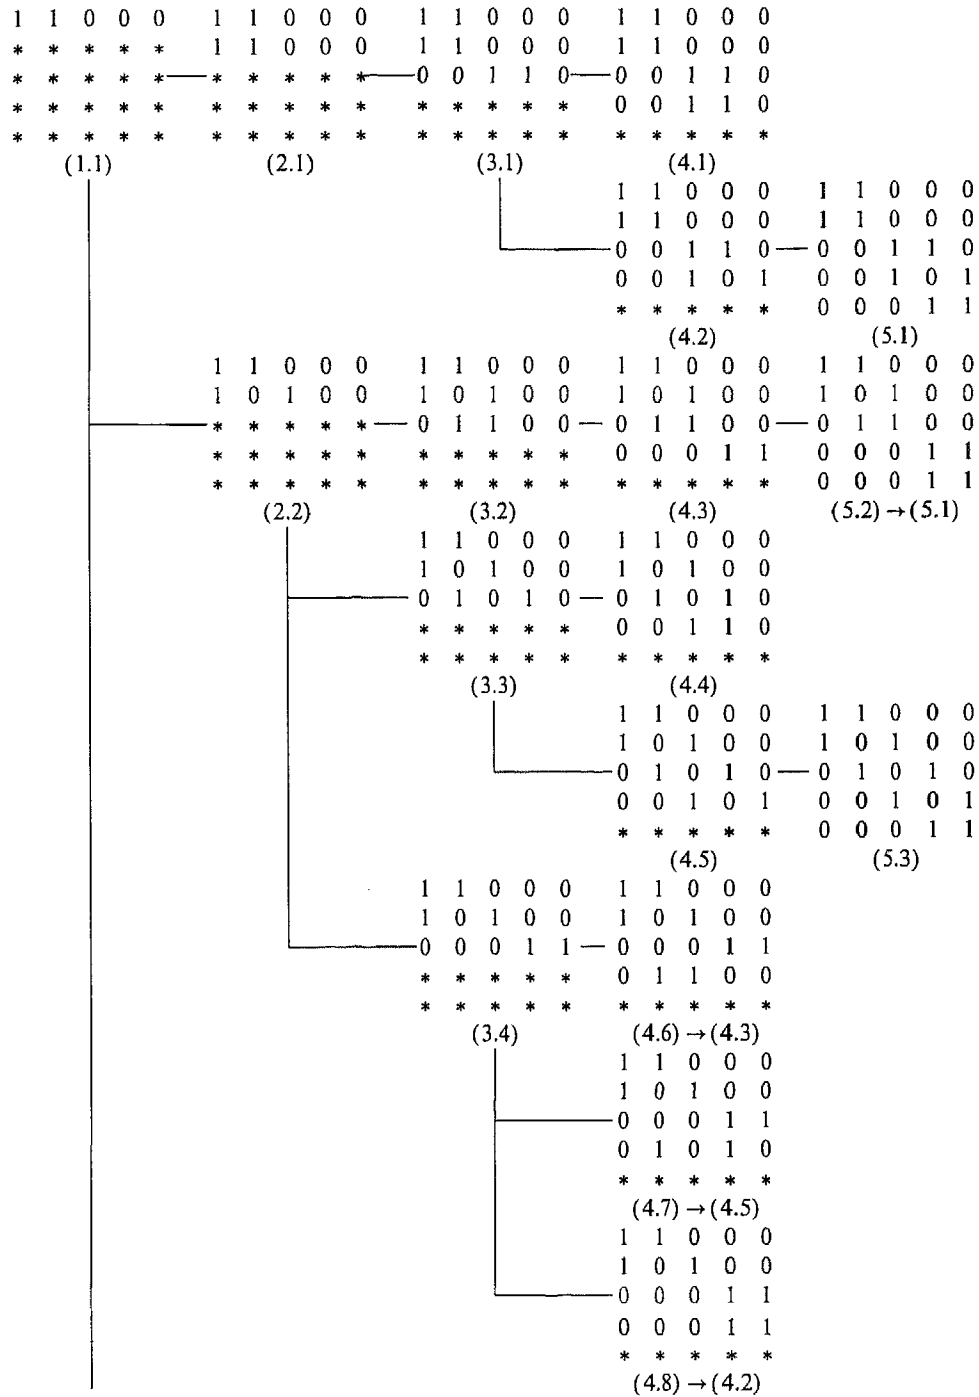 1 1 0 0 0 1 1 0 0 0 1 1 0 0 0 1 1 0 0 0
* * * * * 1 1 0 0 0 1 1 0 0 0 1 1 0 0 0
* * * * * * * * * * 0 0 1 1 0 0 0 1 1 0
* * * * * * * * * * * * * * * 0 0 1 1 0
* * * * * * * * * * * * * * * * * * * *
(1.1) (2.1) (3.1) (4.1)
1 1 0 0 0 1 1 0 0 0
1 1 0 0 0 1 1 0 0 0
0 0 1 1 0 0 0 1 1 0
0 0 1 0 1 0 0 1 0 1
* * * * * 0 0 0 1 1
(4.2) (5.1)
1 1 0 0 0 1 1 0 0 0 1 1 0 0 0 1 1 0 0 0
1 0 1 0 0 1 0 1 0 0 1 0 1 0 0 1 0 1 0 0
* * * * * 0 1 1 0 0 0 1 1 0 0 0 1 1 0 0
* * * * * * * * * * 0 0 0 1 1 0 0 0 1 1
* * * * * * * * * * * * * * * 0 0 0 1 1
(2.2) (3.2) (4.3) (5.2) → (5.1)
1 1 0 0 0 1 1 0 0 0
1 0 1 0 0 1 0 1 0 0
0 1 0 1 0 0 1 0 1 0
* * * * * 0 0 1 1 0
* * * * * * * * * *
(3.3) (4.4)
1 1 0 0 0 1 1 0 0 0
1 0 1 0 0 1 0 1 0 0
0 1 0 1 0 0 1 0 1 0
0 0 1 0 1 0 0 1 0 1
* * * * * 0 0 0 1 1
(4.5) (5.3)
1 1 0 0 0 1 1 0 0 0
1 0 1 0 0 1 0 1 0 0
0 0 0 1 1 0 0 0 1 1
* * * * * 0 1 1 0 0
* * * * * * * * * *
(3.4) (4.6) → (4.3)
1 1 0 0 0
1 0 1 0 0
0 0 0 1 1
0 1 0 1 0
* * * * *
(4.7) → (4.5)
1 1 0 0 0
1 0 1 0 0
0 0 0 1 1
0 0 0 1 1
* * * * *
(4.8) → (4.2)